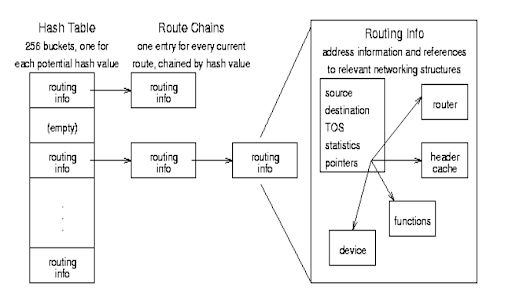 Hash Table
256 buckets, one for
each potential hash value
routing
info
(empty)
routing
info
.
.
.
routing
info
Route Chains
one entry for every current
route, chained by hash value
routing
info
routing
info
routing
info
Routing Info
address information and references
to relevant networking structures
source
destination
TOS
statistics
pointers
router
header
cache
functions
device